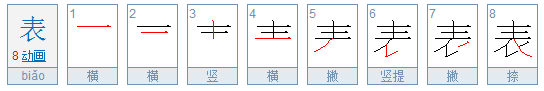 表 1 2 3 4 5 6 7 8
8 动画
biǎo 横 横 竖 横 撇 竖提 撇 捺